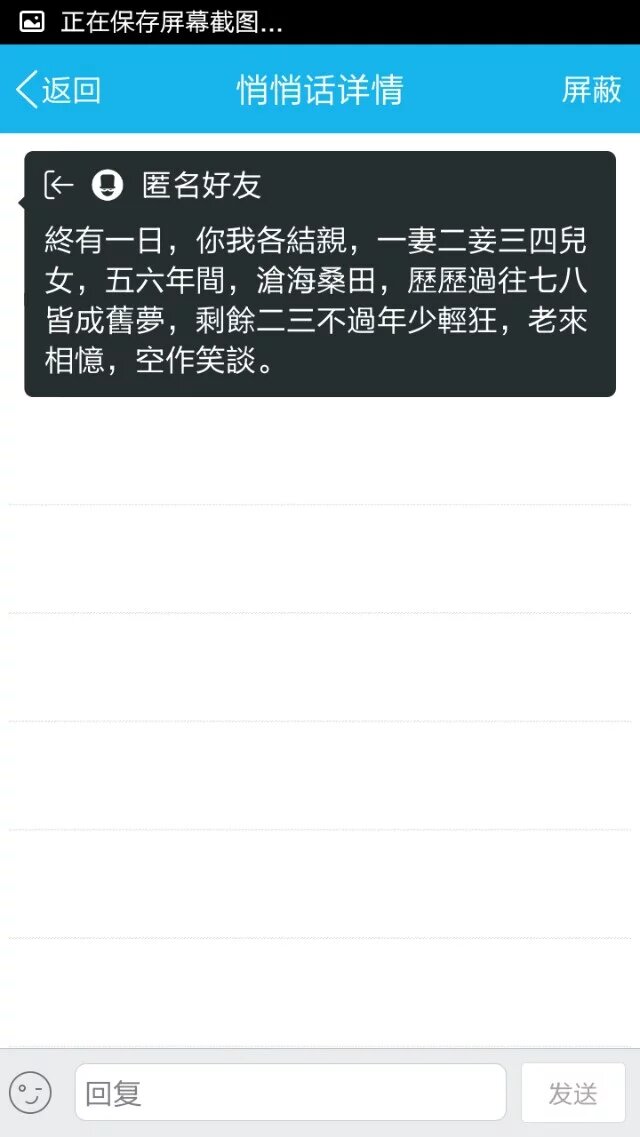 正在保存屏幕截图...
返回 悄悄话详情 屏蔽
匿名好友
終有一日，你我各結親，一妻二妾三四兒
女，五六年間，滄海桑田，歷歷過往七八
皆成舊夢，剩餘二三不過年少輕狂，老來
相憶，空作笑談。
回复 发送